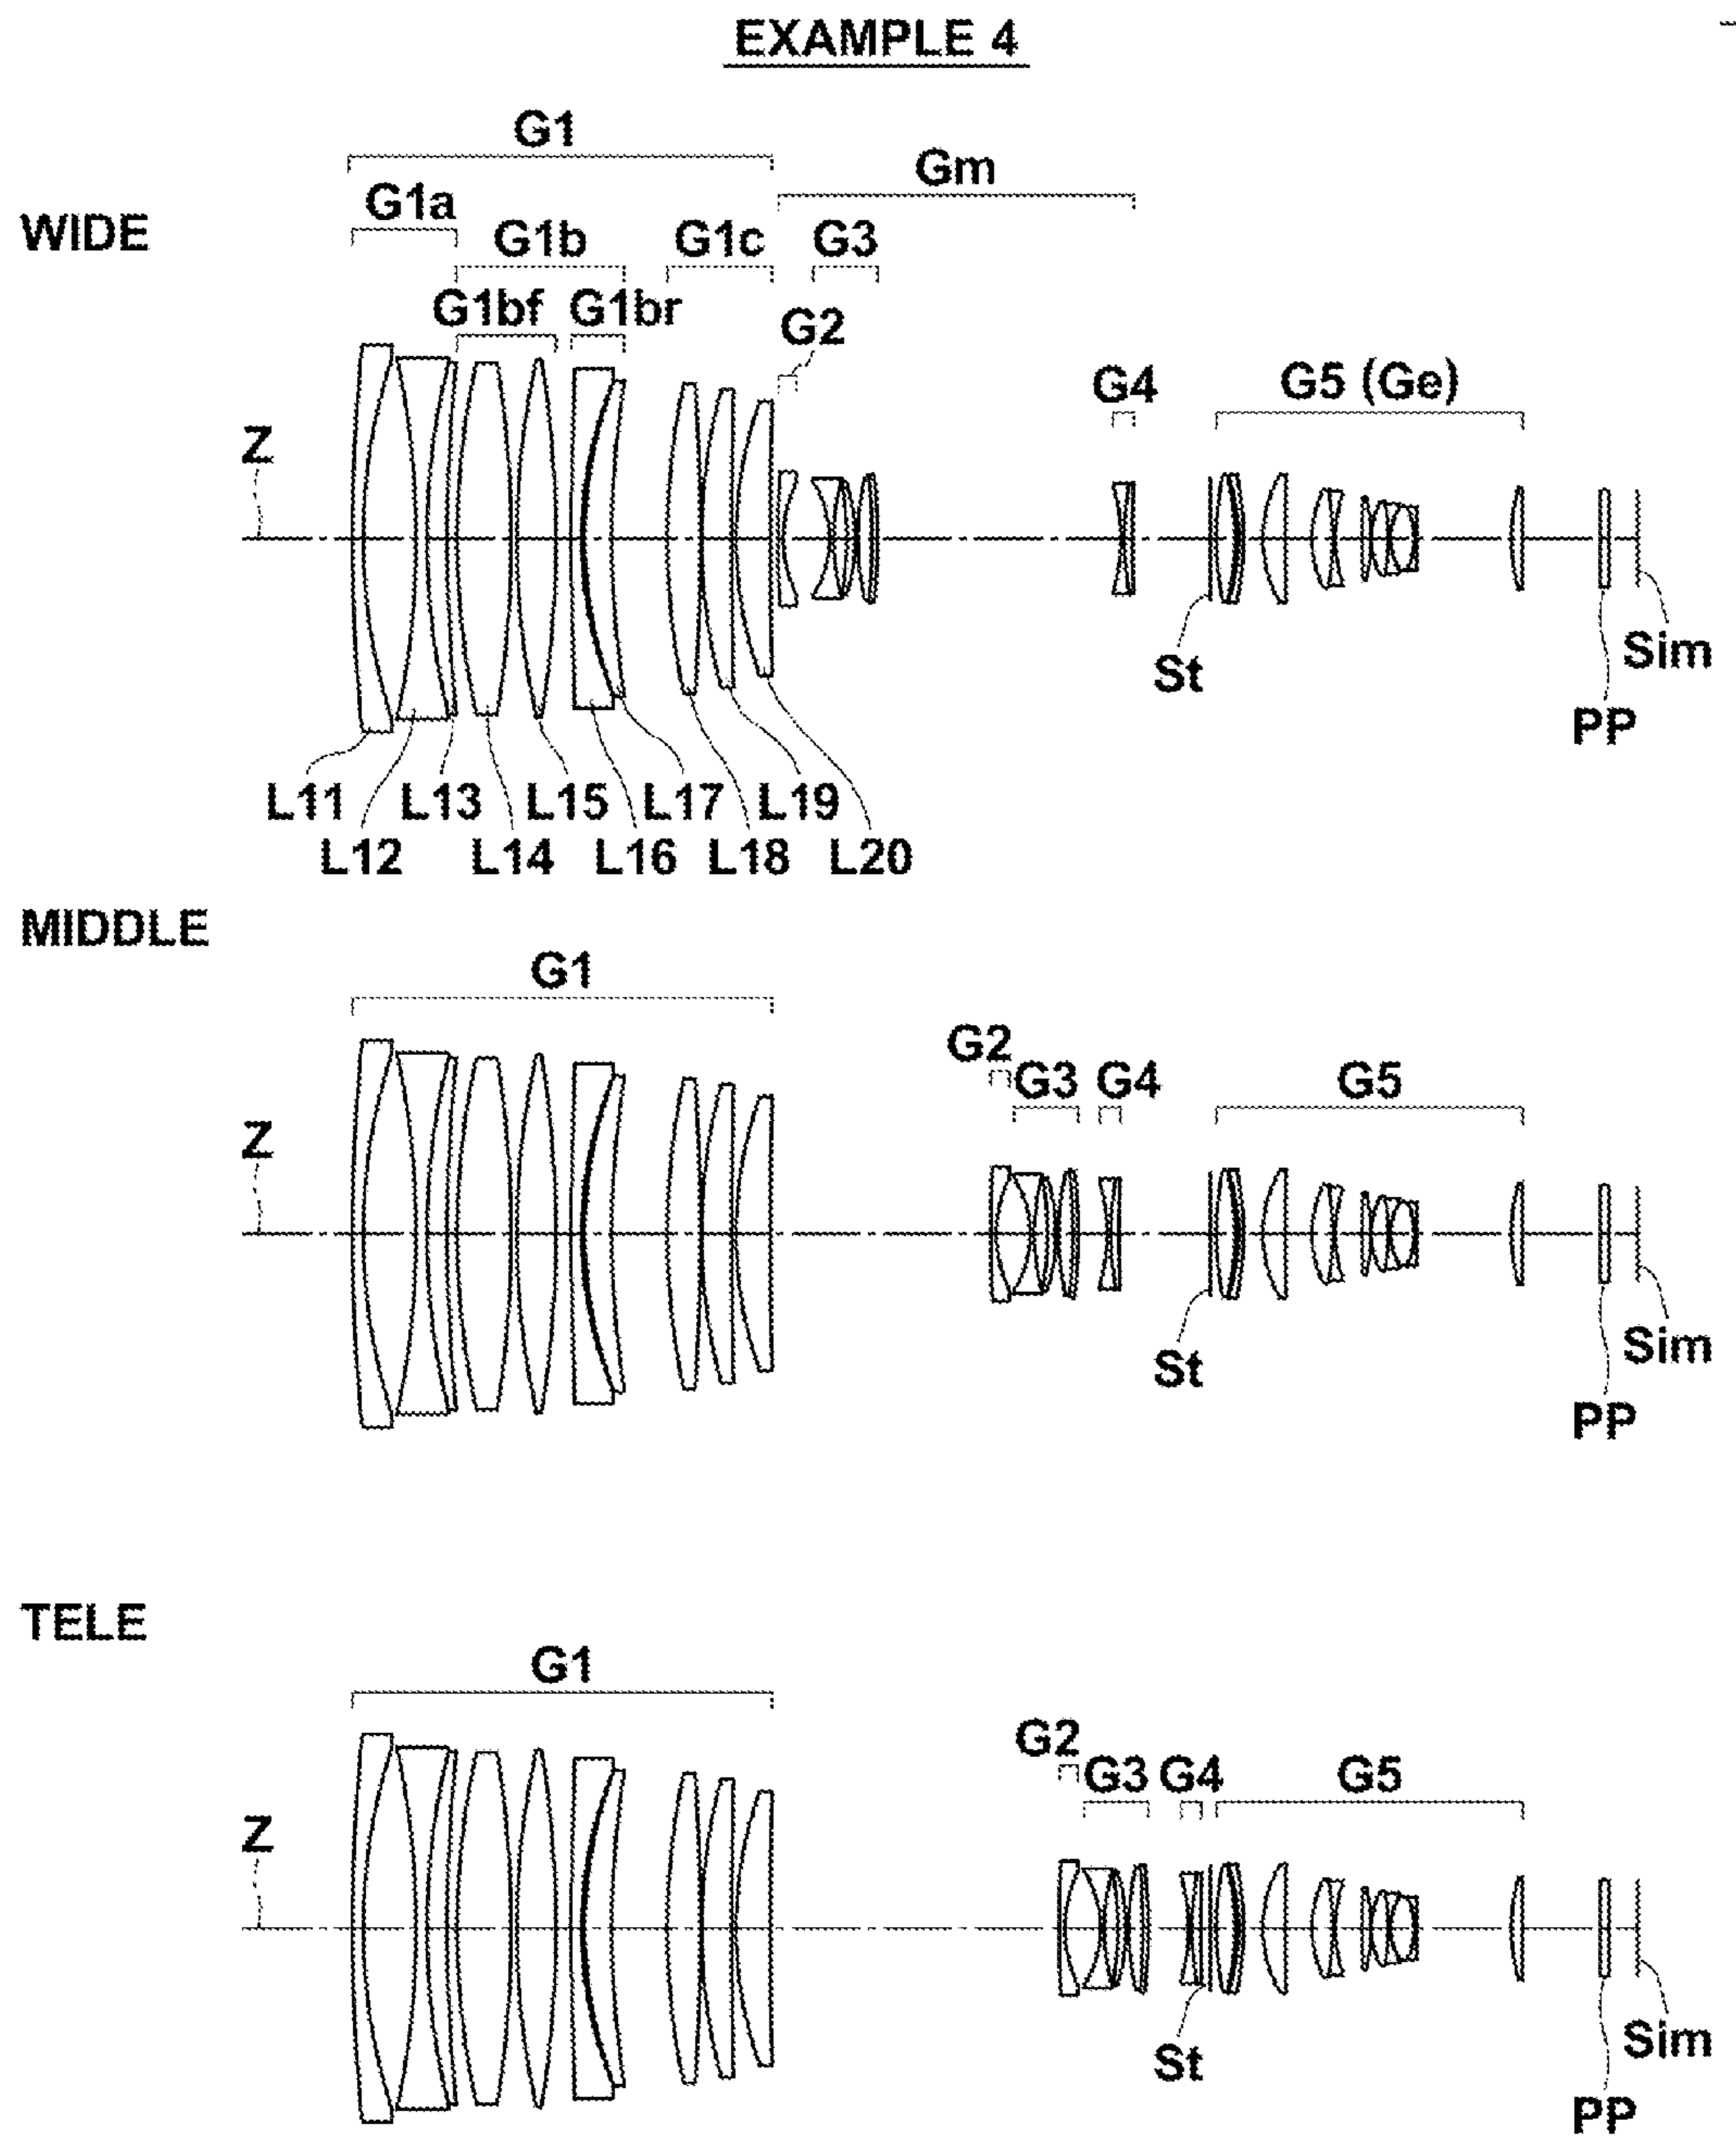 EXAMPLE 4
WIDE
G1
Gm
G1a
G1b
G1c
G3
G1bf
G1br
G2
G4
G5 (Ge)
Z
St
Sim
PP
L11
L13
L15
L17
L19
L12
L14
L16
L18
L20
MIDDLE
G1
G2
G3
G4
G5
Z
St
Sim
PP
TELE
G1
G2
G3
G4
G5
Z
St
Sim
PP